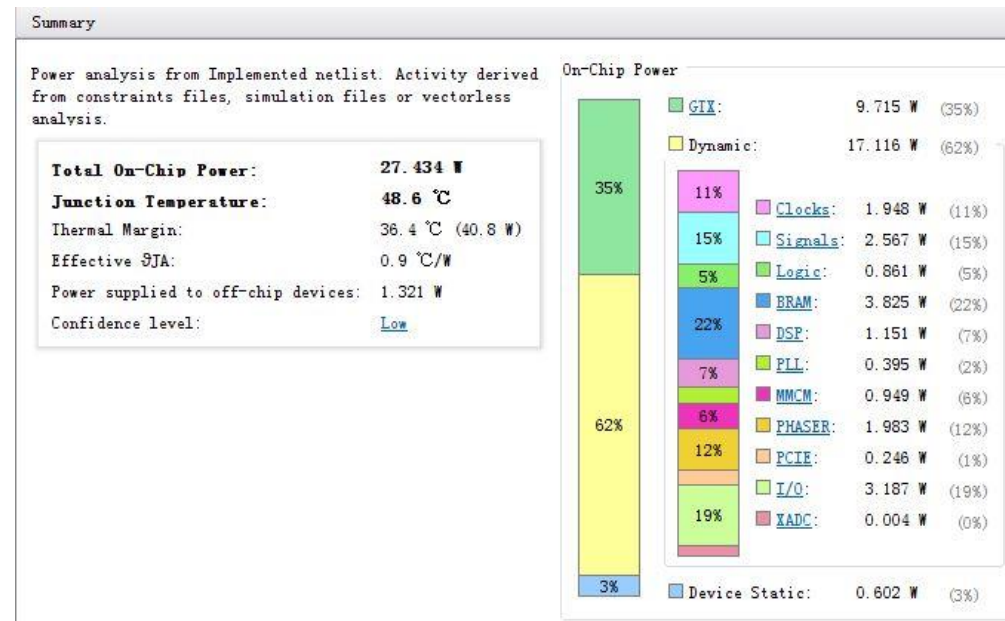 Summary
Power analysis from Implemented netlist. Activity derived
from constraints files, simulation files or vectorless
analysis.
Total On-Chip Power: 27.434 W
Junction Temperature: 48.6 ℃
Thermal Margin: 36.4 ℃ (40.8 W)
Effective ϑJA: 0.9 ℃/W
Power supplied to off-chip devices: 1.321 W
Confidence level: Low
On-Chip Power
35%
62%
3%
GTX: 9.715 W (35%)
Dynamic: 17.116 W (62%)
11%
15%
5%
22%
7%
6%
12%
19%
Clocks: 1.948 W (11%)
Signals: 2.567 W (15%)
Logic: 0.861 W (5%)
BRAM: 3.825 W (22%)
DSP: 1.151 W (7%)
PLL: 0.395 W (2%)
MMCM: 0.949 W (6%)
PHASER: 1.983 W (12%)
PCIE: 0.246 W (1%)
I/O: 3.187 W (19%)
XADC: 0.004 W (0%)
Device Static: 0.602 W (3%)